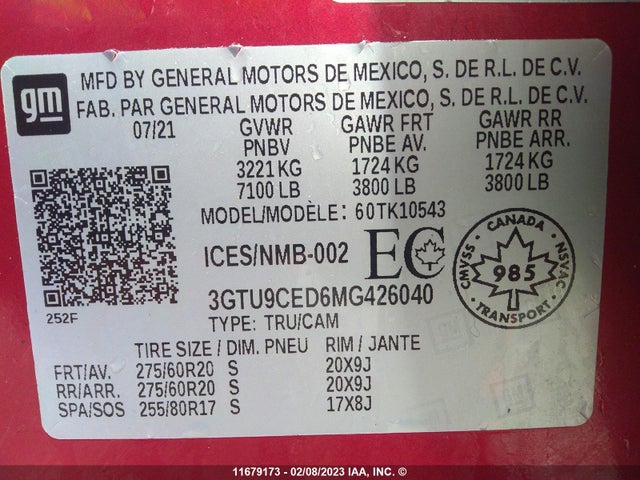 gm
MFD BY GENERAL MOTORS DE MEXICO, S. DE R.L. DE C.V.
FAB. PAR GENERAL MOTORS DE MEXICO, S. DE R.L. DE C.V.
07/21 GVWR GAWR FRT GAWR RR
PNBV PNBE AV. PNBE ARR.
3221 KG 1724 KG 1724 KG
7100 LB 3800 LB 3800 LB
MODEL/MODÈLE: 60TK10543
ICES/NMB-002 EC
CANADA
CMVSS 985 NSVAC
TRANSPORT
3GTU9CED6MG426040
252F
TYPE: TRU/CAM
TIRE SIZE / DIM. PNEU RIM / JANTE
FRT/AV. 275/60R20 S 20X9J
RR/ARR. 275/60R20 S 20X9J
SPA/SOS 255/80R17 S 17X8J
11679173 - 02/08/2023 IAA, INC. ©